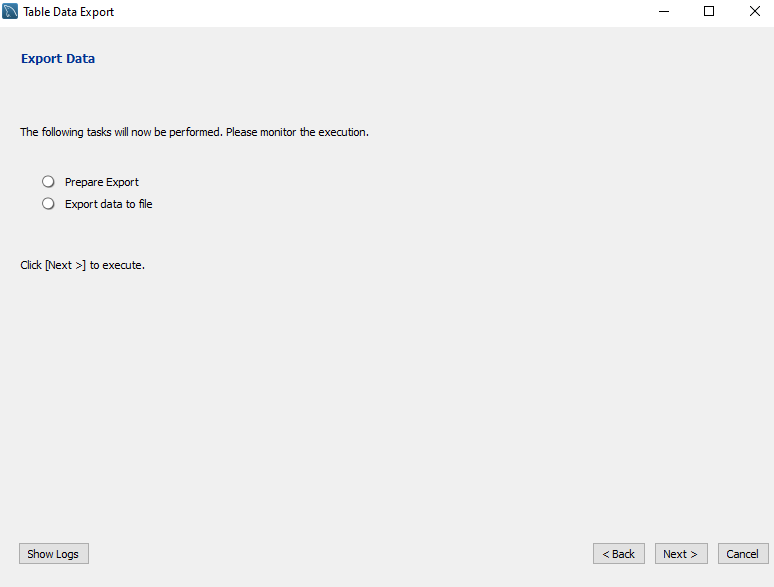 Table Data Export
Export Data
The following tasks will now be performed. Please monitor the execution.
Prepare Export
Export data to file
Click [Next >] to execute.
Show Logs
< Back
Next >
Cancel